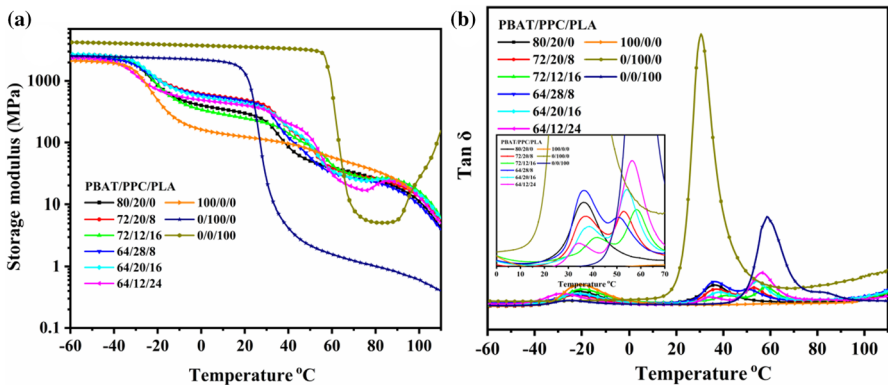 (a)
Storage modulus (MPa)
1000
100
10
1
0.1
PBAT/PPC/PLA
80/20/0 100/0/0
72/20/8 0/100/0
72/12/16 0/0/100
64/28/8
64/20/16
64/12/24
-60 -40 -20 0 20 40 60 80 100
Temperature ºC
(b)
Tan δ
PBAT/PPC/PLA
80/20/0 100/0/0
72/20/8 0/100/0
72/12/16 0/0/100
64/28/8
64/20/16
64/12/24
PBAT/PPC/PLA
80/20/0 100/0/0
72/20/8 0/100/0
72/12/16 0/0/100
64/28/8
64/20/16
64/12/24
0 10 20 30 40 50 60 70
Temperature ºC
-60 -40 -20 0 20 40 60 80 100
Temperature ºC